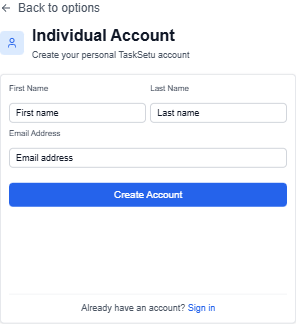 ← Back to options
Individual Account
Create your personal TaskSetu account
First Name Last Name
First name Last name
Email Address
Email address
Create Account
Already have an account? Sign in